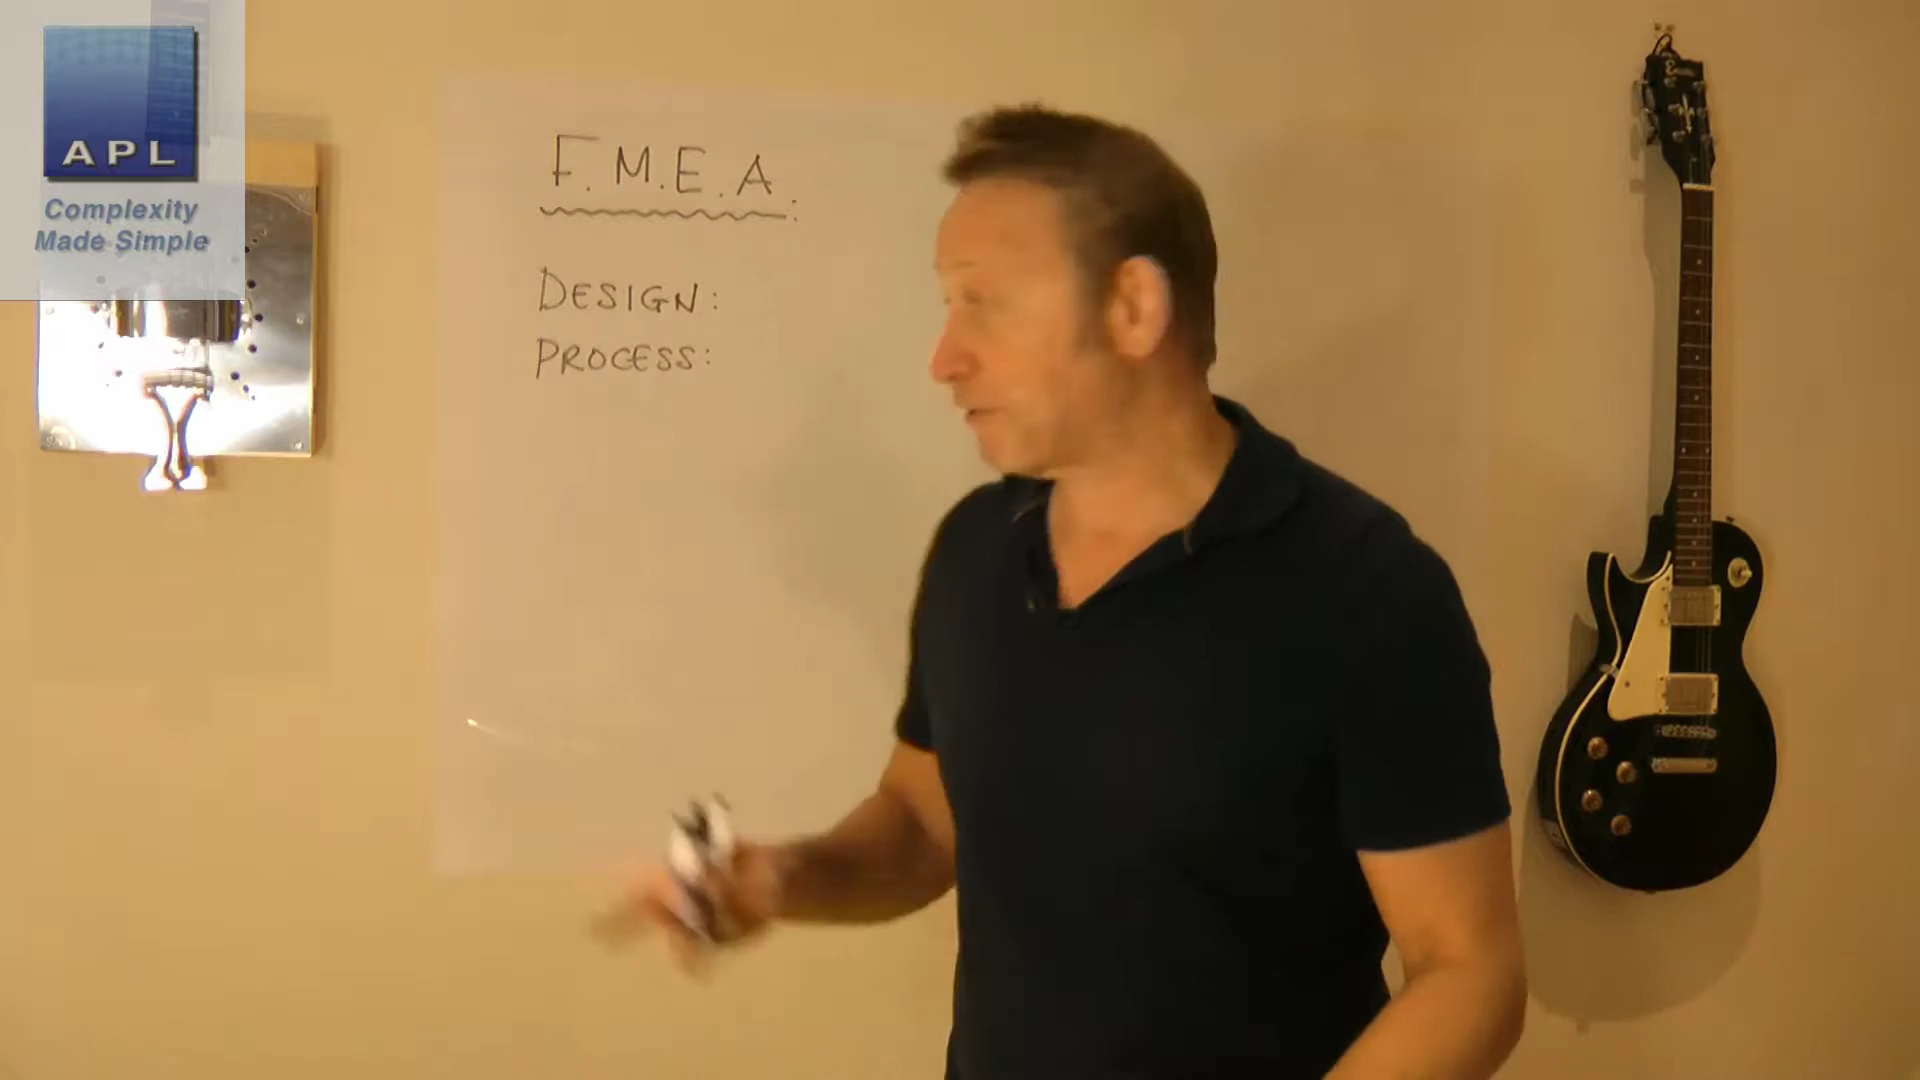 APL
Complexity
Made Simple
F.M.E.A.:
DESIGN:
PROCESS: